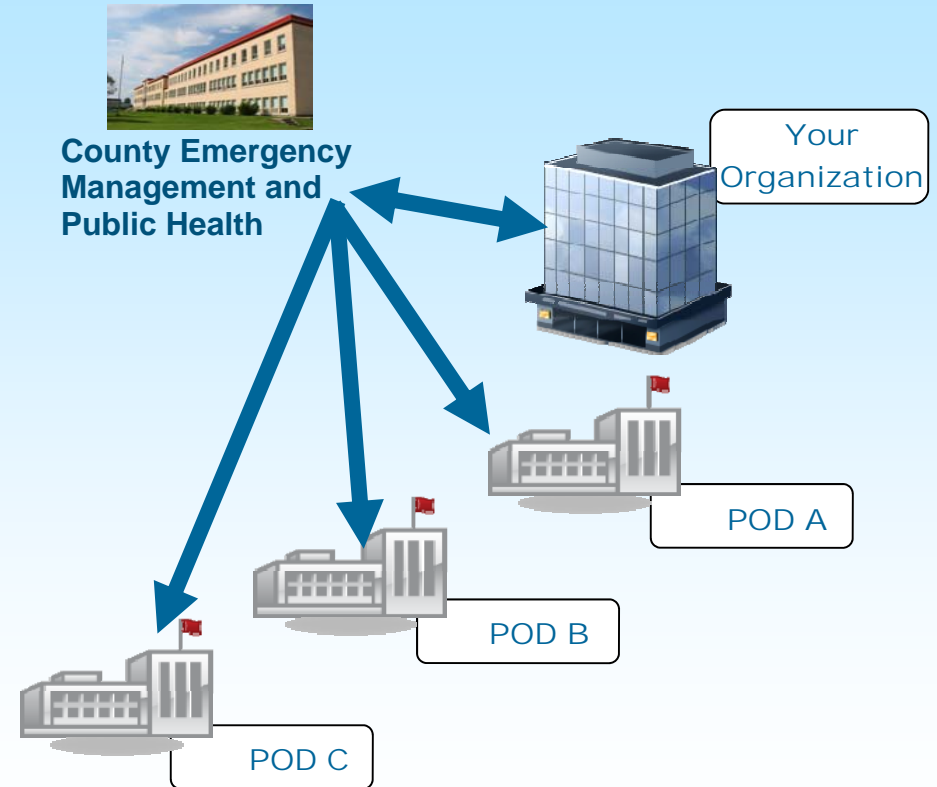 County Emergency
Management and
Public Health
Your
Organization
POD A
POD B
POD C